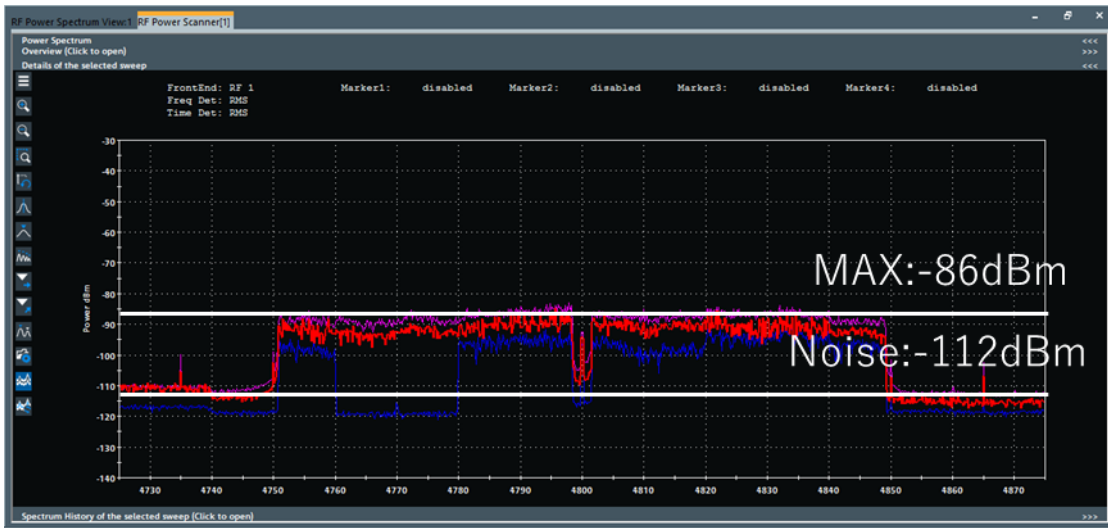 RF Power Spectrum View:1 RF Power Scanner[1]
Power Spectrum <<<
Overview (Click to open) >>>
Details of the selected sweep <<<
FrontEnd: RF 1 Marker1: disabled Marker2: disabled Marker3: disabled Marker4: disabled
Freq Det: RMS
Time Det: RMS
-30
-40
-50
-60
-70
MAX:-86dBm
-80
Power dBm
-90
Noise:-112dBm
-100
-110
-120
-130
-140
4730 4740 4750 4760 4770 4780 4790 4800 4810 4820 4830 4840 4850 4860 4870
Spectrum History of the selected sweep (Click to open) >>>